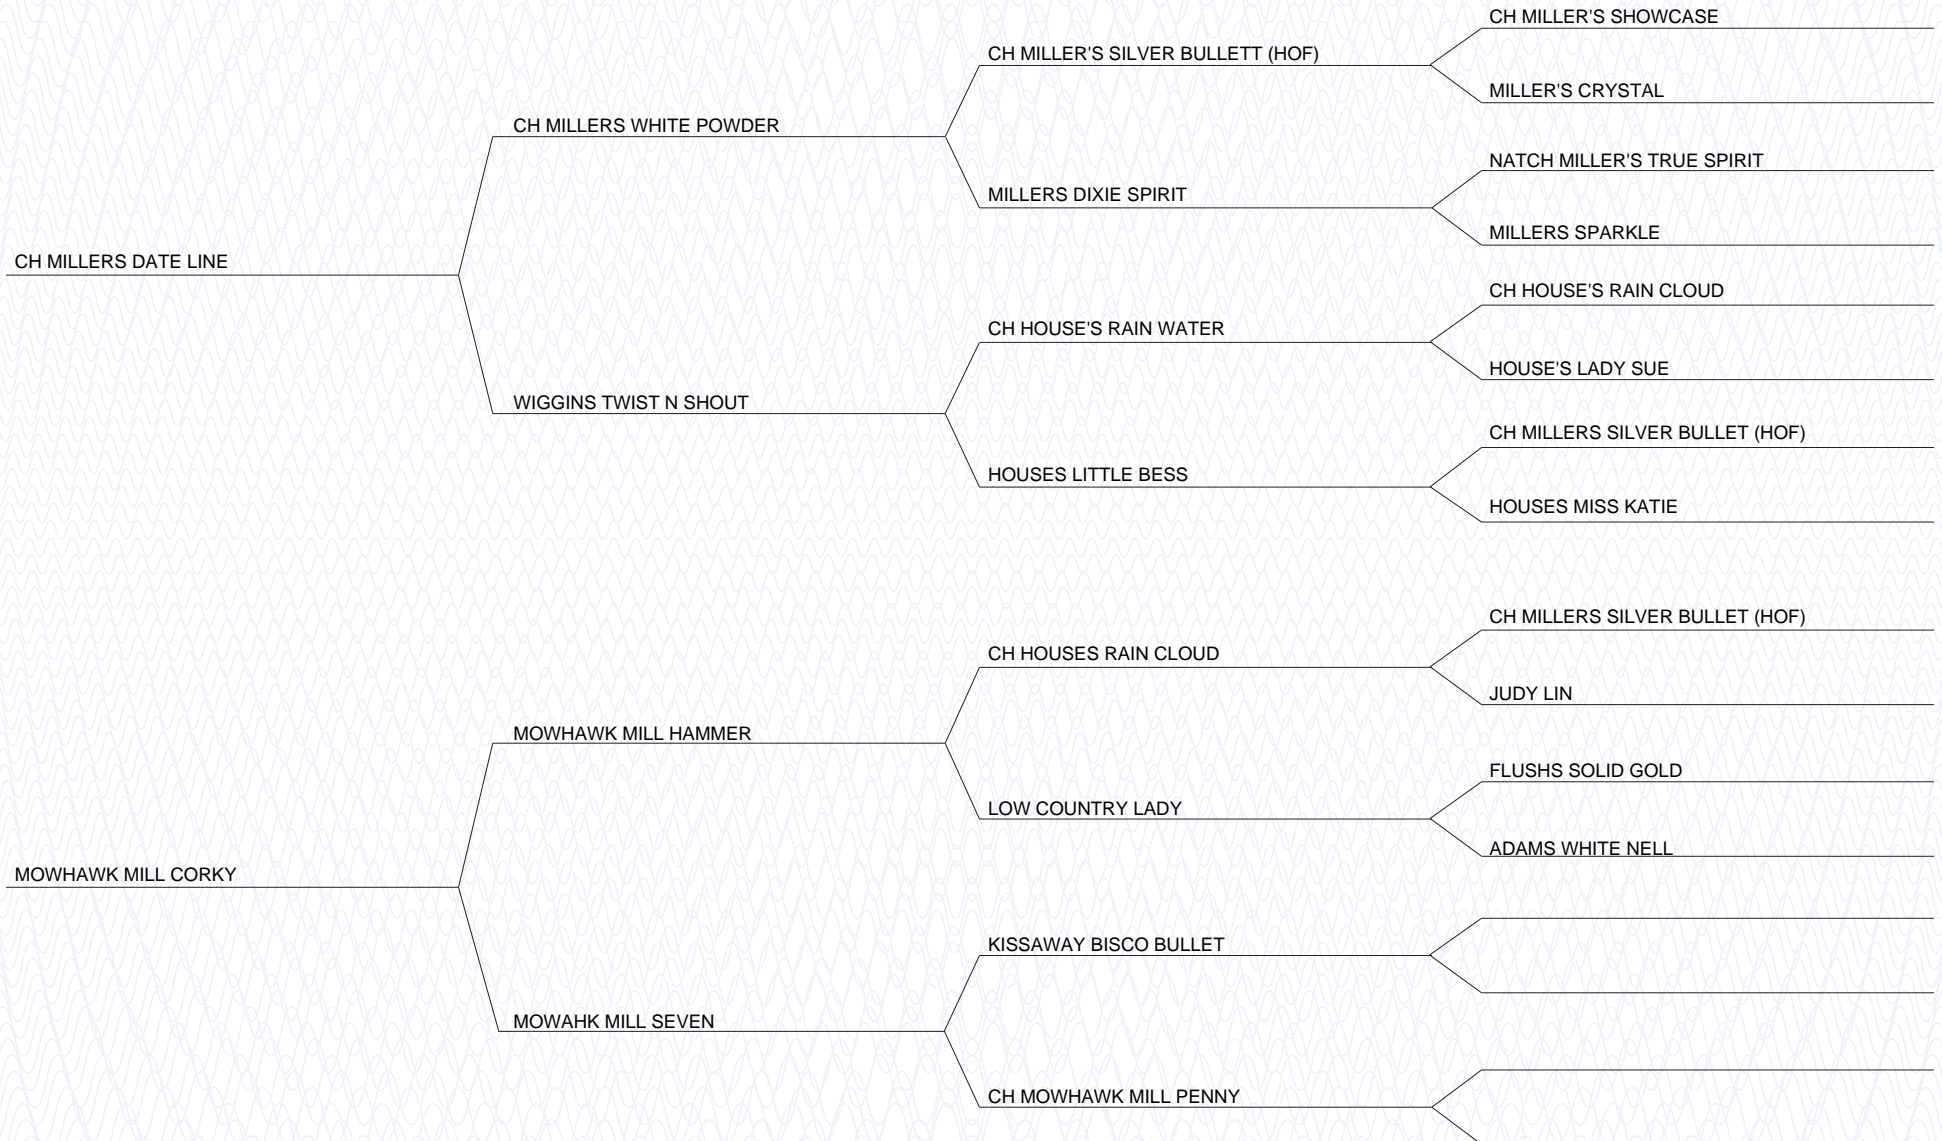 CH MILLER'S SHOWCASE
CH MILLER'S SILVER BULLETT (HOF)
MILLER'S CRYSTAL
CH MILLERS WHITE POWDER
NATCH MILLER'S TRUE SPIRIT
MILLERS DIXIE SPIRIT
MILLERS SPARKLE
CH MILLERS DATE LINE
CH HOUSE'S RAIN CLOUD
CH HOUSE'S RAIN WATER
HOUSE'S LADY SUE
WIGGINS TWIST N SHOUT
CH MILLERS SILVER BULLET (HOF)
HOUSES LITTLE BESS
HOUSES MISS KATIE
CH MILLERS SILVER BULLET (HOF)
CH HOUSES RAIN CLOUD
JUDY LIN
MOWHAWK MILL HAMMER
FLUSHS SOLID GOLD
LOW COUNTRY LADY
ADAMS WHITE NELL
MOWHAWK MILL CORKY
KISSAWAY BISCO BULLET
MOWAHK MILL SEVEN
CH MOWHAWK MILL PENNY